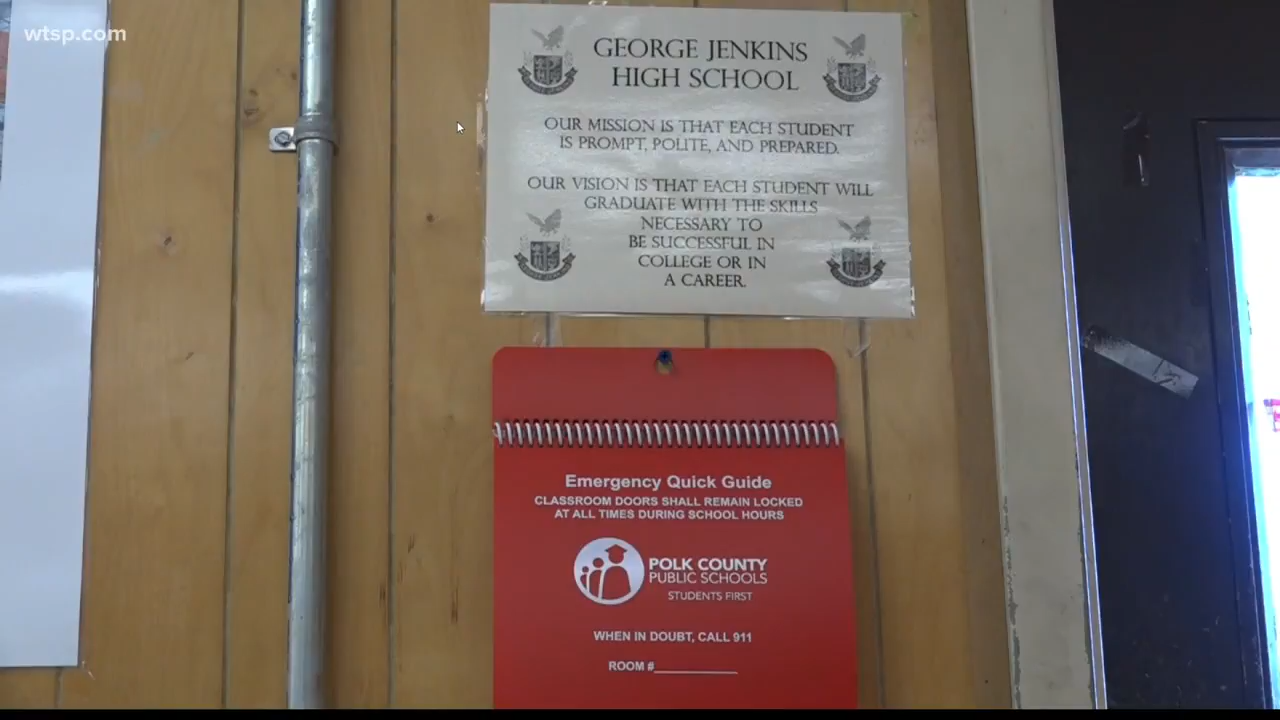 wtsp.com
GEORGE JENKINS
HIGH SCHOOL
OUR MISSION IS THAT EACH STUDENT
IS PROMPT, POLITE, AND PREPARED.
OUR VISION IS THAT EACH STUDENT WILL
GRADUATE WITH THE SKILLS
NECESSARY TO
BE SUCCESSFUL IN
COLLEGE OR IN
A CAREER.
Emergency Quick Guide
CLASSROOM DOORS SHALL REMAIN LOCKED
AT ALL TIMES DURING SCHOOL HOURS
POLK COUNTY
PUBLIC SCHOOLS
STUDENTS FIRST
WHEN IN DOUBT, CALL 911
ROOM #____________